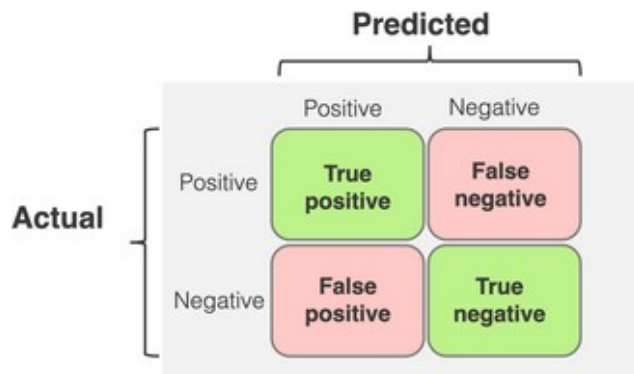 Predicted
Positive Negative
Positive
True
positive
False
negative
Actual
Negative
False
positive
True
negative